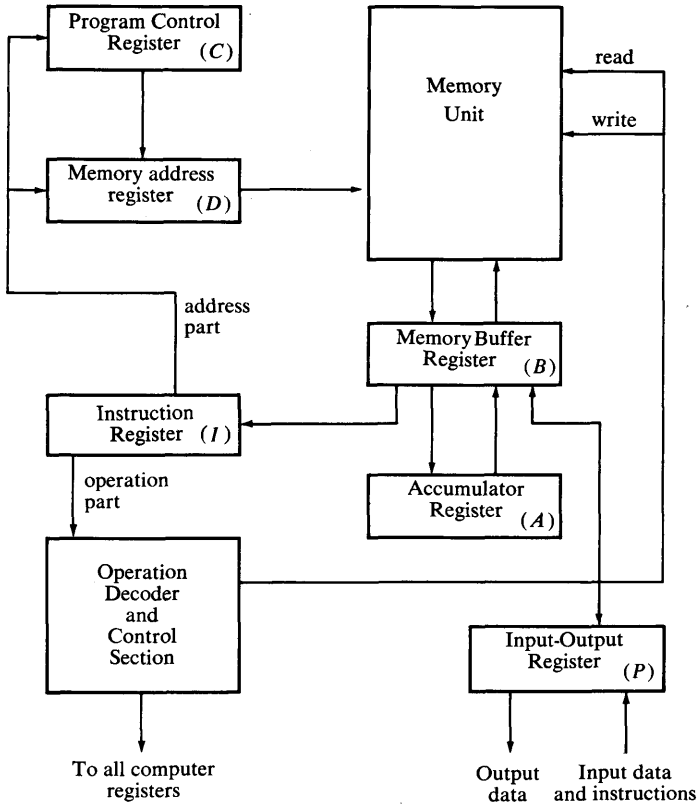 Program Control
Register
(C)
Memory
Unit
read
write
Memory address
register
(D)
address
part
Memory Buffer
Register
(B)
Instruction
Register
(I)
operation
part
Accumulator
Register
(A)
Operation
Decoder
and
Control
Section
Input-Output
Register
(P)
To all computer
registers
Output
data
Input data
and instructions